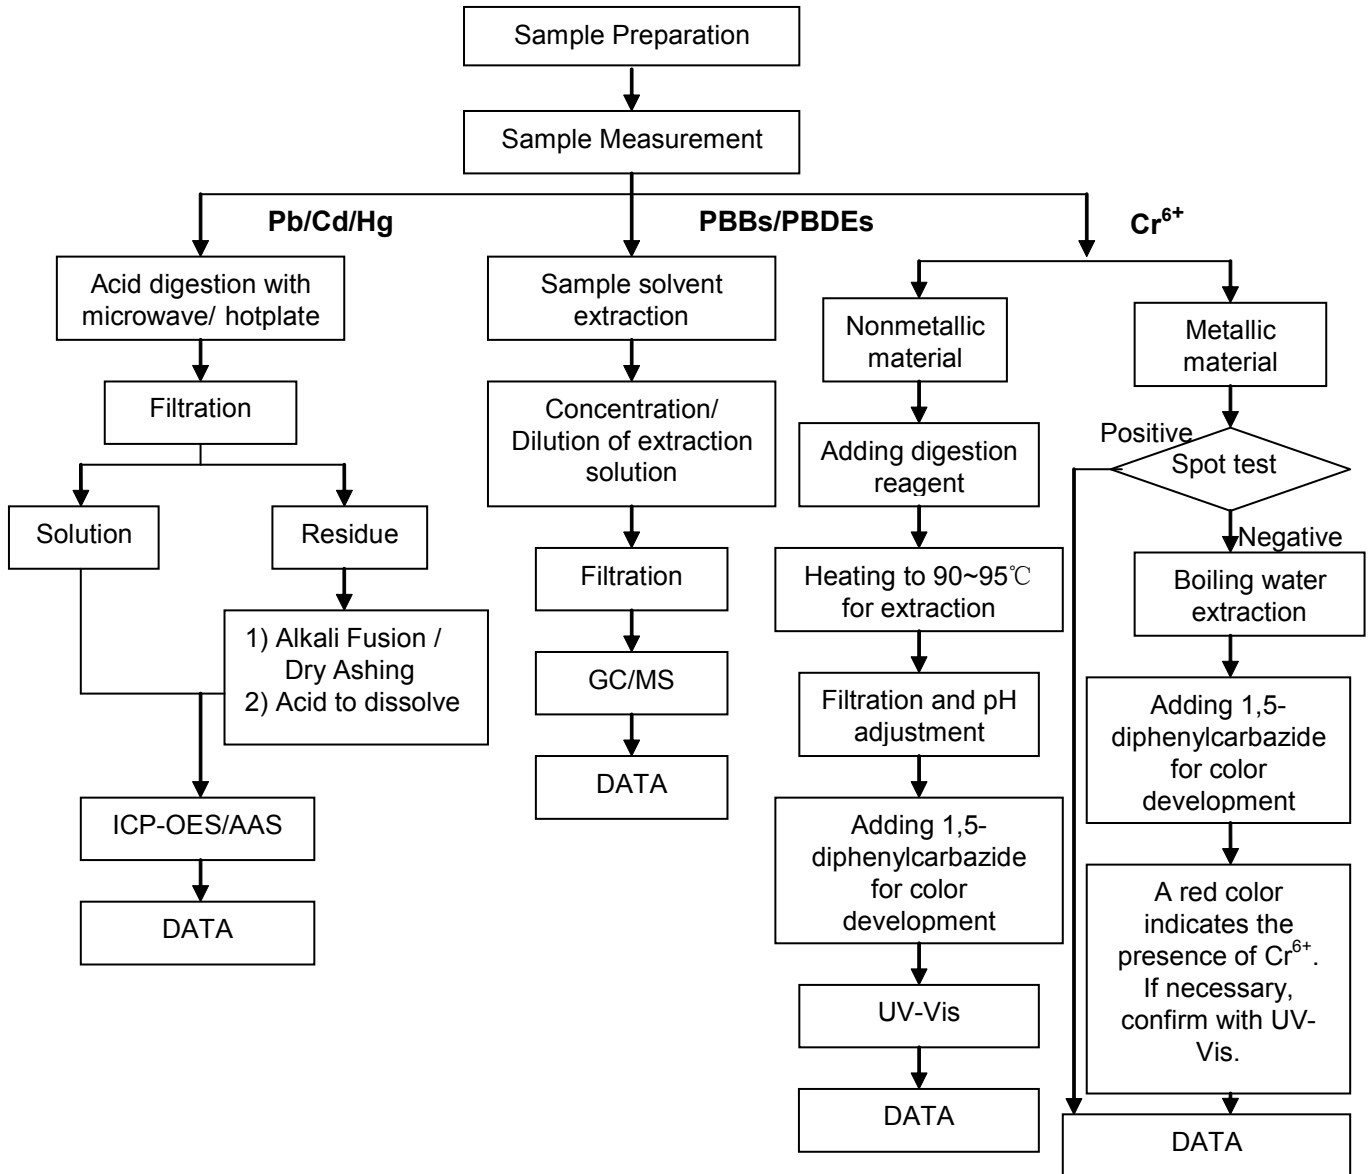 Sample Preparation
Sample Measurement
Pb/Cd/Hg
PBBs/PBDEs
Cr⁶⁺
Acid digestion with
microwave/ hotplate
Filtration
Solution
Residue
1) Alkali Fusion /
Dry Ashing
2) Acid to dissolve
ICP-OES/AAS
DATA
Sample solvent
extraction
Concentration/
Dilution of extraction
solution
Filtration
GC/MS
DATA
Nonmetallic
material
Adding digestion
reagent
Heating to 90~95℃
for extraction
Filtration and pH
adjustment
Adding 1,5-
diphenylcarbazide
for color
development
UV-Vis
DATA
Metallic
material
Positive
Spot test
Negative
Boiling water
extraction
Adding 1,5-
diphenylcarbazide
for color
development
A red color
indicates the
presence of Cr⁶⁺.
If necessary,
confirm with UV-
Vis.
DATA